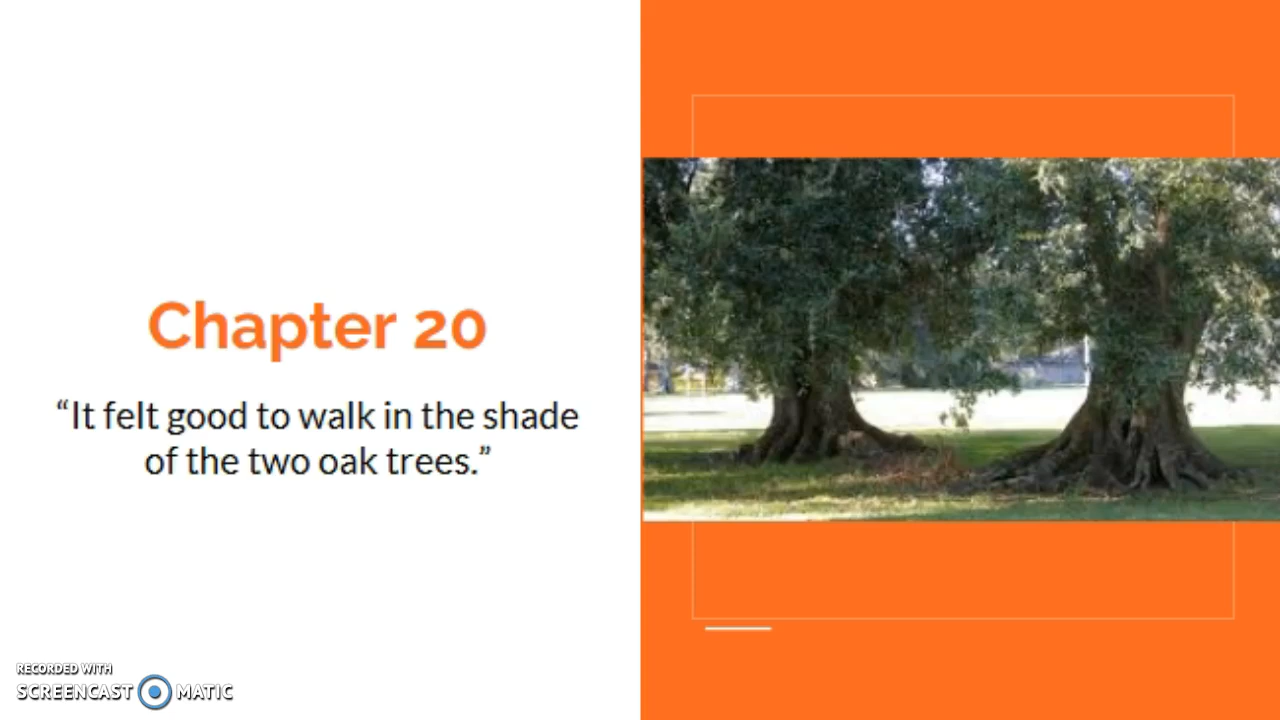 Chapter 20
“It felt good to walk in the shade
of the two oak trees.”
RECORDED WITH
SCREENCAST MATIC